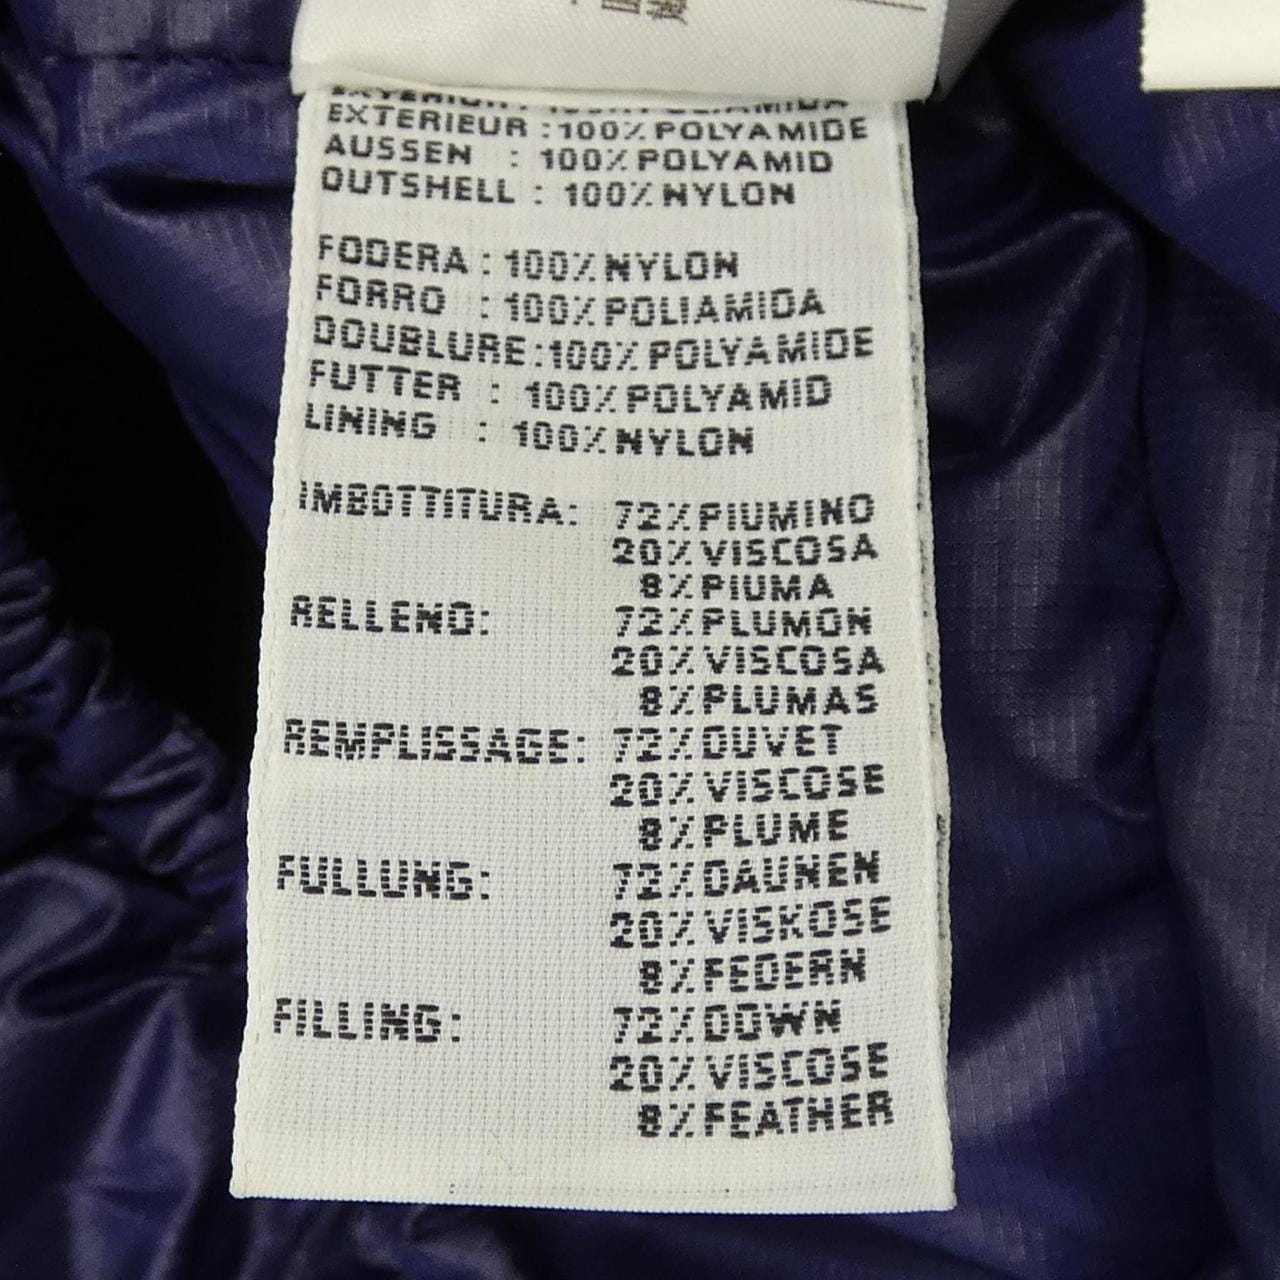 EXTERIOR: 100% POLIAMIDA
EXTERIEUR :100% POLYAMIDE
AUSSEN : 100% POLYAMID
OUTSHELL : 100% NYLON
FODERA : 100% NYLON
FORRO : 100% POLIAMIDA
DOUBLURE:100% POLYAMIDE
FUTTER : 100% POLYAMID
LINING : 100% NYLON
IMBOTTITURA: 72% PIUMINO
20% VISCOSA
8% PIUMA
RELLENO: 72% PLUMON
20% VISCOSA
8% PLUMAS
REMPLISSAGE: 72% DUVET
20% VISCOSE
8% PLUME
FULLUNG: 72% DAUNEN
20% VISKOSE
8% FEDERN
FILLING: 72% DOWN
20% VISCOSE
8% FEATHER